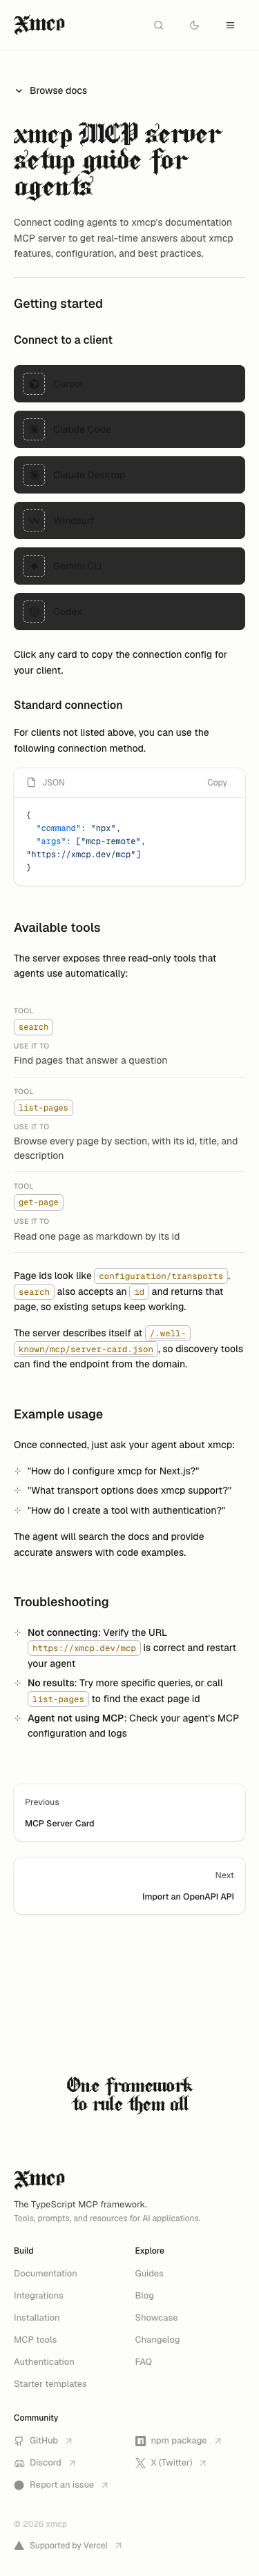 Xmcp
Browse docs
xmcp MCP server
setup guide for
agents
Connect coding agents to xmcp's documentation
MCP server to get real-time answers about xmcp
features, configuration, and best practices.
Getting started
Connect to a client
Cursor
Claude Code
Claude Desktop
Windsurf
Gemini CLI
Codex
Click any card to copy the connection config for
your client.
Standard connection
For clients not listed above, you can use the
following connection method.
JSON
Copy
{
"command": "npx",
"args": ["mcp-remote",
"https://xmcp.dev/mcp"]
}
Available tools
The server exposes three read-only tools that
agents use automatically:
TOOL
search
USE IT TO
Find pages that answer a question
TOOL
list-pages
USE IT TO
Browse every page by section, with its id, title, and
description
TOOL
get-page
USE IT TO
Read one page as markdown by its id
Page ids look like configuration/transports.
search also accepts an id and returns that
page, so existing setups keep working.
The server describes itself at /.well-
known/mcp/server-card.json, so discovery tools
can find the endpoint from the domain.
Example usage
Once connected, just ask your agent about xmcp:
"How do I configure xmcp for Next.js?"
"What transport options does xmcp support?"
"How do I create a tool with authentication?"
The agent will search the docs and provide
accurate answers with code examples.
Troubleshooting
Not connecting: Verify the URL
https://xmcp.dev/mcp is correct and restart
your agent
No results: Try more specific queries, or call
list-pages to find the exact page id
Agent not using MCP: Check your agent's MCP
configuration and logs
Previous
MCP Server Card
Next
Import an OpenAPI API
One framework
to rule them all
Xmcp
The TypeScript MCP framework.
Tools, prompts, and resources for AI applications.
Build
Documentation
Integrations
Installation
MCP tools
Authentication
Starter templates
Explore
Guides
Blog
Showcase
Changelog
FAQ
Community
GitHub
npm package
Discord
X (Twitter)
Report an issue
© 2026 xmcp
Supported by Vercel